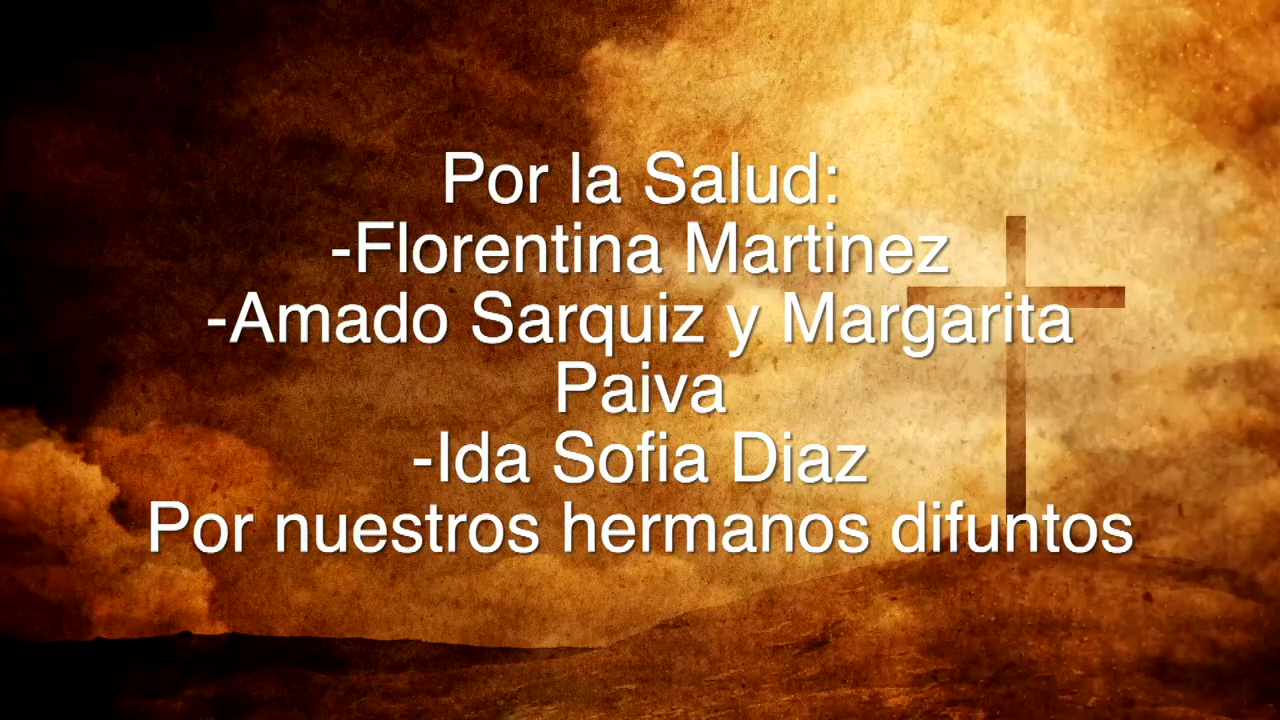 Por la Salud:
-Florentina Martinez
-Amado Sarquiz y Margarita
Paiva
-Ida Sofia Diaz
Por nuestros hermanos difuntos